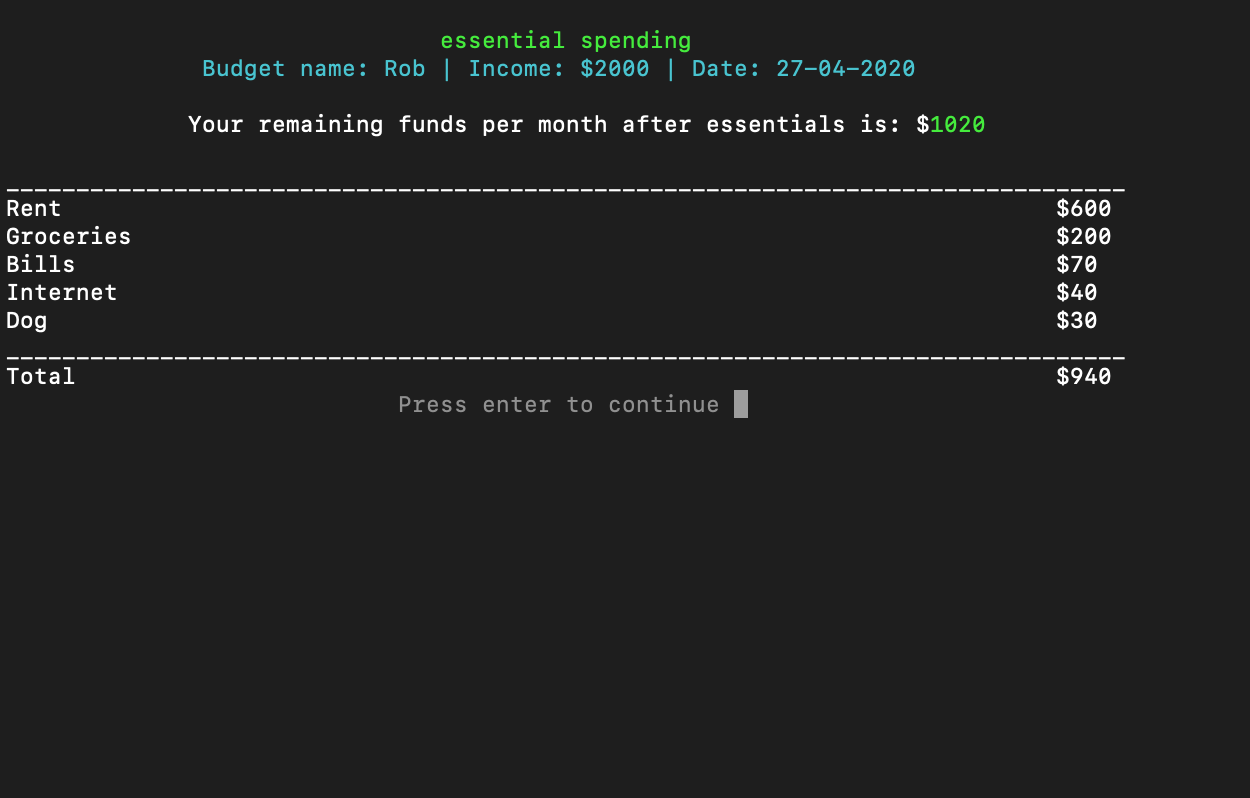 essential spending
Budget name: Rob | Income: $2000 | Date: 27-04-2020
Your remaining funds per month after essentials is: $1020
Rent $600
Groceries $200
Bills $70
Internet $40
Dog $30
Total $940
Press enter to continue